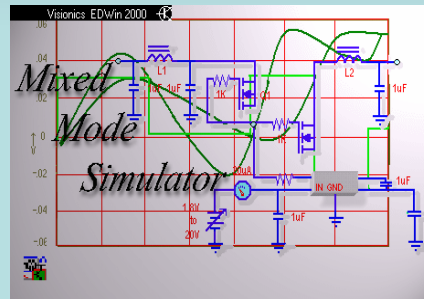 Visionics EDWin 2000
.06
.04
.02
0
-.02
-.04
-.06
Mixed
Mode
Simulator
L1
1uF
1uF
1K
Q1
1K
L2
1uF
IN GND
1uF
1uF
1.8V
to
20V